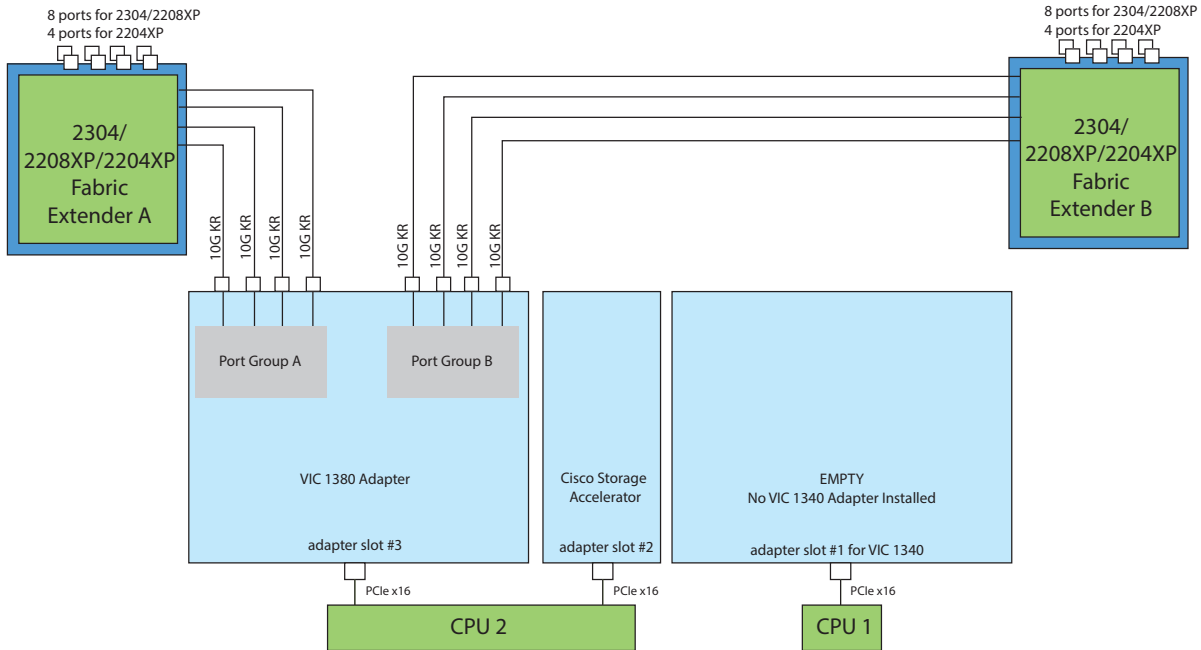 8 ports for 2304/2208XP
4 ports for 2204XP
8 ports for 2304/2208XP
4 ports for 2204XP
2304/
2208XP/2204XP
Fabric
Extender A
2304/
2208XP/2204XP
Fabric
Extender B
10G KR
10G KR
10G KR
10G KR
10G KR
10G KR
10G KR
10G KR
Port Group A
Port Group B
VIC 1380 Adapter
adapter slot #3
Cisco Storage
Accelerator
adapter slot #2
EMPTY
No VIC 1340 Adapter Installed
adapter slot #1 for VIC 1340
PCIe x16
PCIe x16
PCIe x16
CPU 2
CPU 1